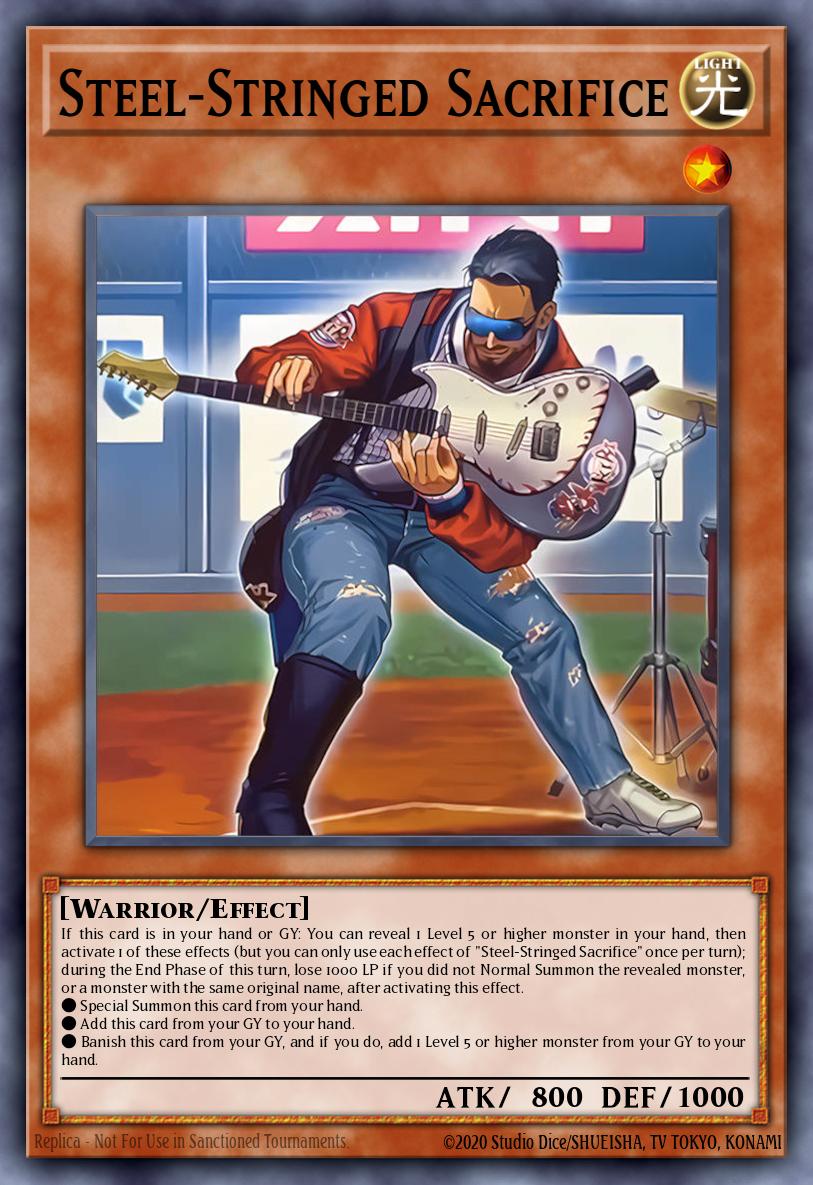 Steel-Stringed Sacrifice
LIGHT
光
[Warrior/Effect]
If this card is in your hand or GY: You can reveal 1 Level 5 or higher monster in your hand, then
activate 1 of these effects (but you can only use each effect of "Steel-Stringed Sacrifice" once per turn);
during the End Phase of this turn, lose 1000 LP if you did not Normal Summon the revealed monster,
or a monster with the same original name, after activating this effect.
● Special Summon this card from your hand.
● Add this card from your GY to your hand.
● Banish this card from your GY, and if you do, add 1 Level 5 or higher monster from your GY to your
hand.
ATK/ 800 DEF/1000
Replica - Not For Use in Sanctioned Tournaments.
©2020 Studio Dice/SHUEISHA, TV TOKYO, KONAMI